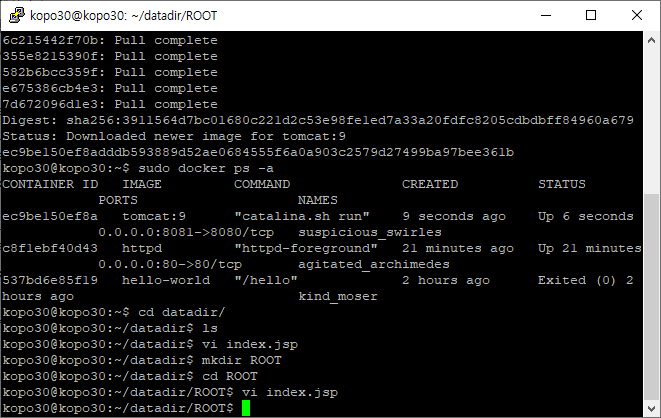 kopo30@kopo30: ~/datadir/ROOT
6c215442f70b: Pull complete
355e8215390f: Pull complete
582b6bcc359f: Pull complete
e675386cb4e3: Pull complete
7d672096d1e3: Pull complete
Digest: sha256:3911564d7bc01680c221d2c53e98fe1ed7a33a20fdfc8205cdbdbff84960a679
Status: Downloaded newer image for tomcat:9
ec9be150ef8adddb593889d52ae0684555f6a0a903c2579d27499ba97bee361b
kopo30@kopo30:~$ sudo docker ps -a
CONTAINER ID   IMAGE         COMMAND              CREATED          STATUS
            PORTS                    NAMES
ec9be150ef8a   tomcat:9      "catalina.sh run"    9 seconds ago    Up 6 seconds
            0.0.0.0:8081->8080/tcp   suspicious_swirles
c8f1ebf40d43   httpd         "httpd-foreground"   21 minutes ago   Up 21 minutes
            0.0.0.0:80->80/tcp       agitated_archimedes
537bd6e85f19   hello-world   "/hello"             2 hours ago      Exited (0) 2
hours ago                            kind_moser
kopo30@kopo30:~$ cd datadir/
kopo30@kopo30:~/datadir$ ls
kopo30@kopo30:~/datadir$ vi index.jsp
kopo30@kopo30:~/datadir$ mkdir ROOT
kopo30@kopo30:~/datadir$ cd ROOT
kopo30@kopo30:~/datadir/ROOT$ vi index.jsp
kopo30@kopo30:~/datadir/ROOT$